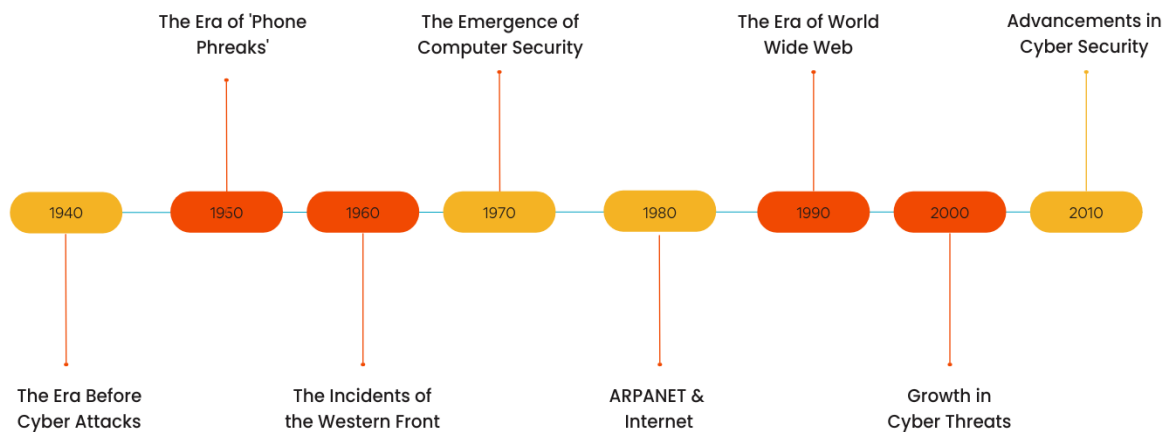 The Era of 'Phone
Phreaks'
The Emergence of
Computer Security
The Era of World
Wide Web
Advancements in
Cyber Security
1940
1950
1960
1970
1980
1990
2000
2010
The Era Before
Cyber Attacks
The Incidents of
the Western Front
ARPANET &
Internet
Growth in
Cyber Threats